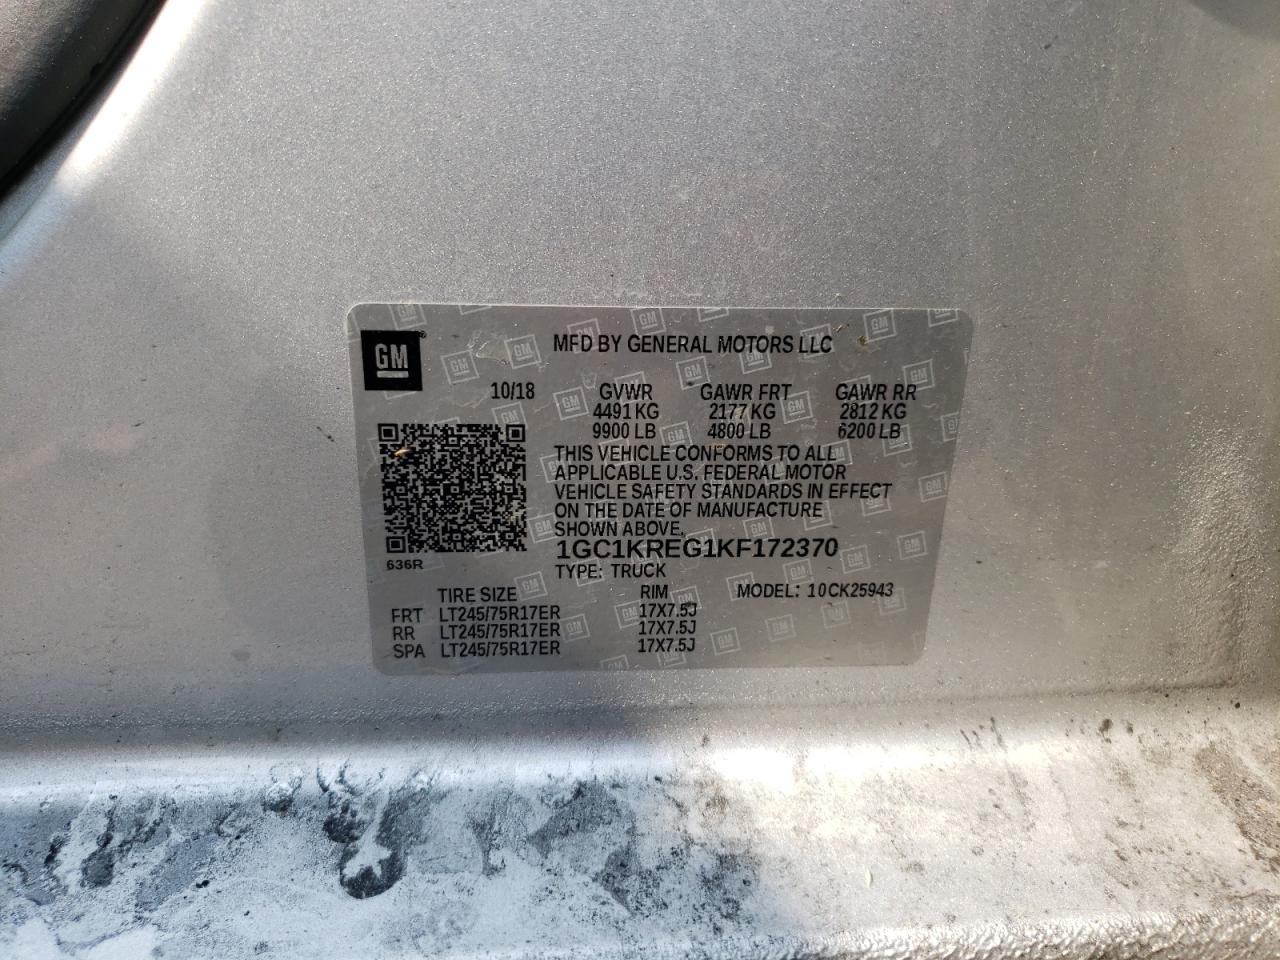 GM
MFD BY GENERAL MOTORS LLC
10/18 GVWR GAWR FRT GAWR RR
4491 KG 2177 KG 2812 KG
9900 LB 4800 LB 6200 LB
THIS VEHICLE CONFORMS TO ALL
APPLICABLE U.S. FEDERAL MOTOR
VEHICLE SAFETY STANDARDS IN EFFECT
ON THE DATE OF MANUFACTURE
SHOWN ABOVE.
1GC1KREG1KF172370
636R
TYPE: TRUCK
TIRE SIZE RIM MODEL: 10CK25943
FRT LT245/75R17ER 17X7.5J
RR LT245/75R17ER 17X7.5J
SPA LT245/75R17ER 17X7.5J